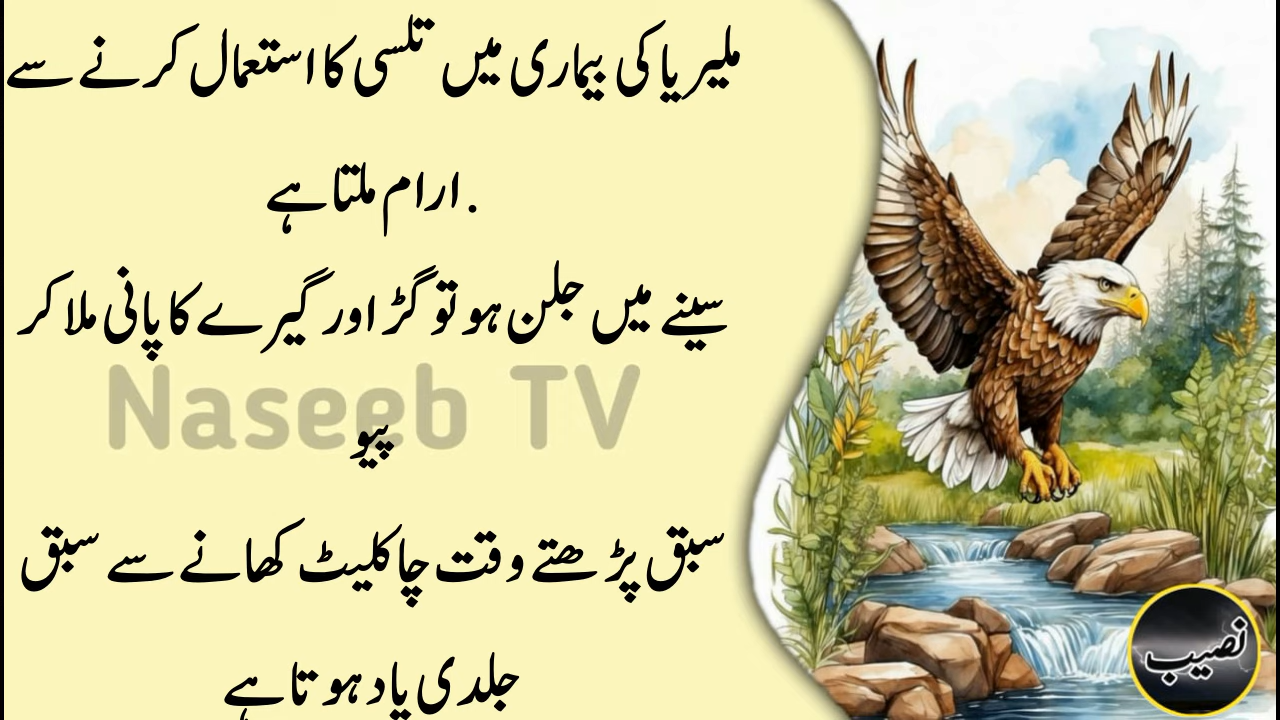 ملیریا کی بیماری میں تلسی کا استعمال کرنے سے
ارام ملتا ہے.
سینے میں جلن ہو تو گڑ اور گیرے کا پانی ملا کر
پیو
Naseeb TV
سبق پڑھتے وقت چاکلیٹ کھانے سے سبق
جلدی یاد ہوتا ہے
نصیب